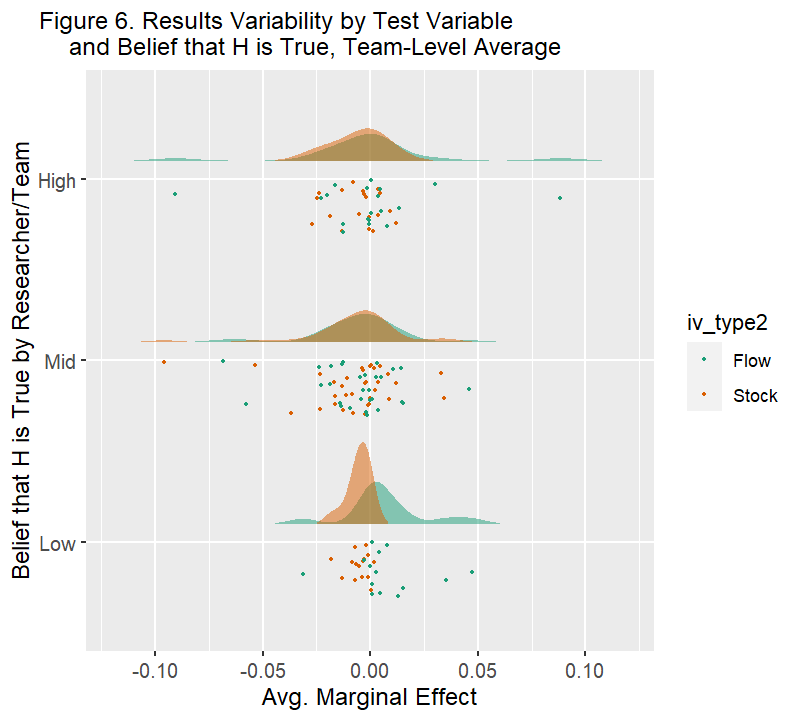 Figure 6. Results Variability by Test Variable
and Belief that H is True, Team-Level Average
Belief that H is True by Researcher/Team
High
Mid
Low
-0.10
-0.05
0.00
0.05
0.10
Avg. Marginal Effect
iv_type2
Flow
Stock